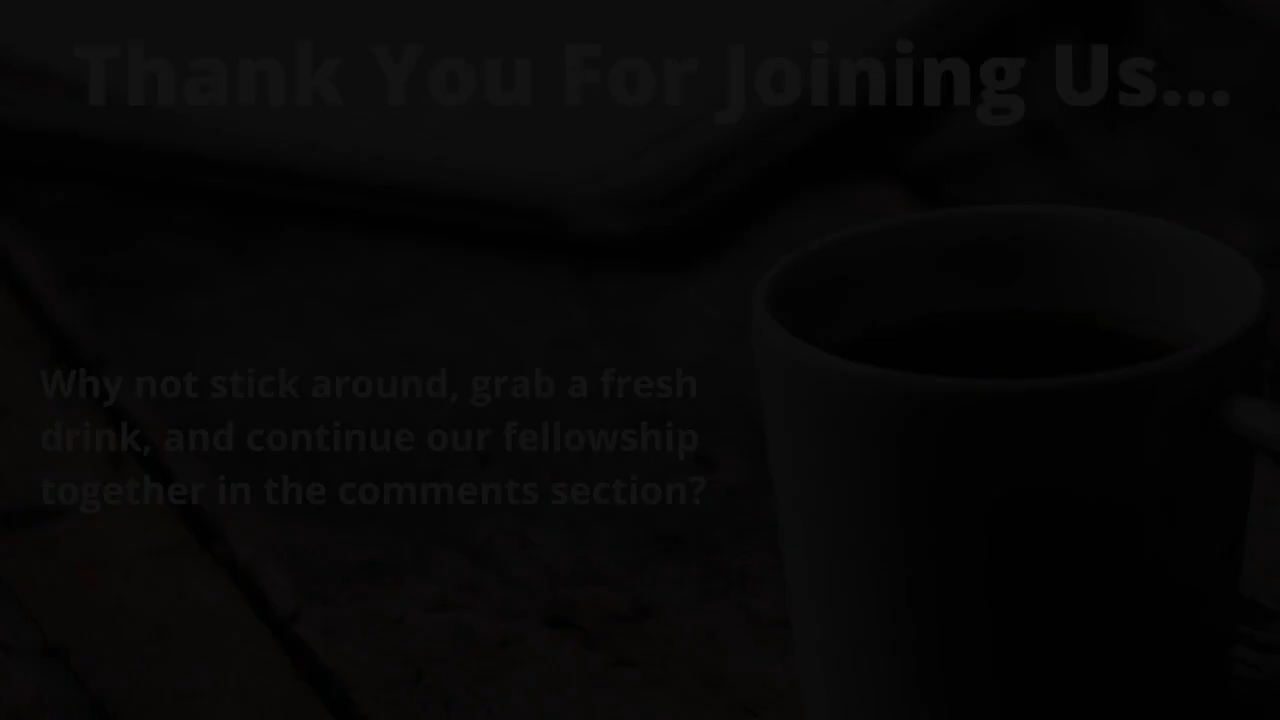 Thank You For Joining Us...
Why not stick around, grab a fresh
drink, and continue our fellowship
together in the comments section?